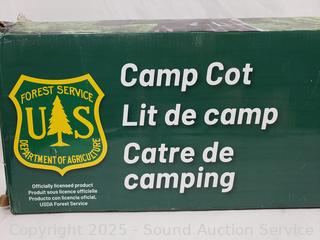 FOREST SERVICE
U S
DEPARTMENT OF AGRICULTURE
Officially licensed product
Produit sous licence officielle
Producto con licencia oficial.
USDA Forest Service
Camp Cot
Lit de camp
Catre de
camping
Copyright 2025 - Sound Auction Service